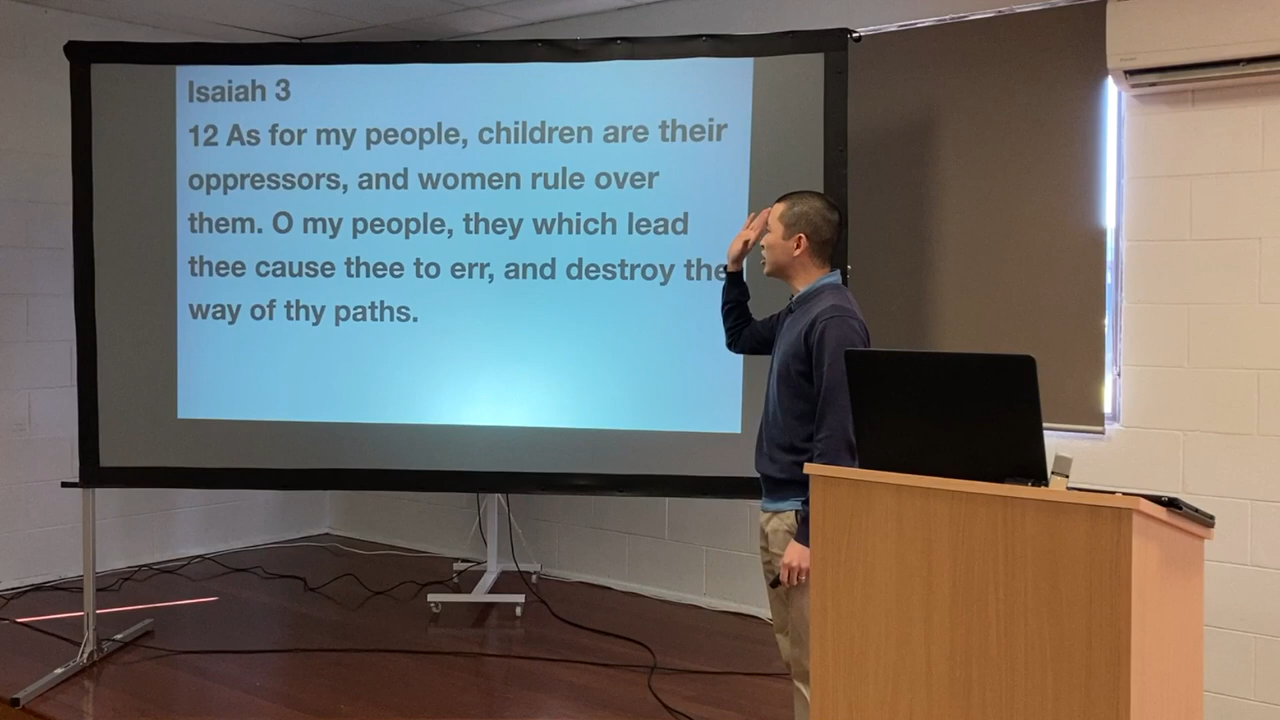 Isaiah 3
12 As for my people, children are their
oppressors, and women rule over
them. O my people, they which lead
thee cause thee to err, and destroy the
way of thy paths.